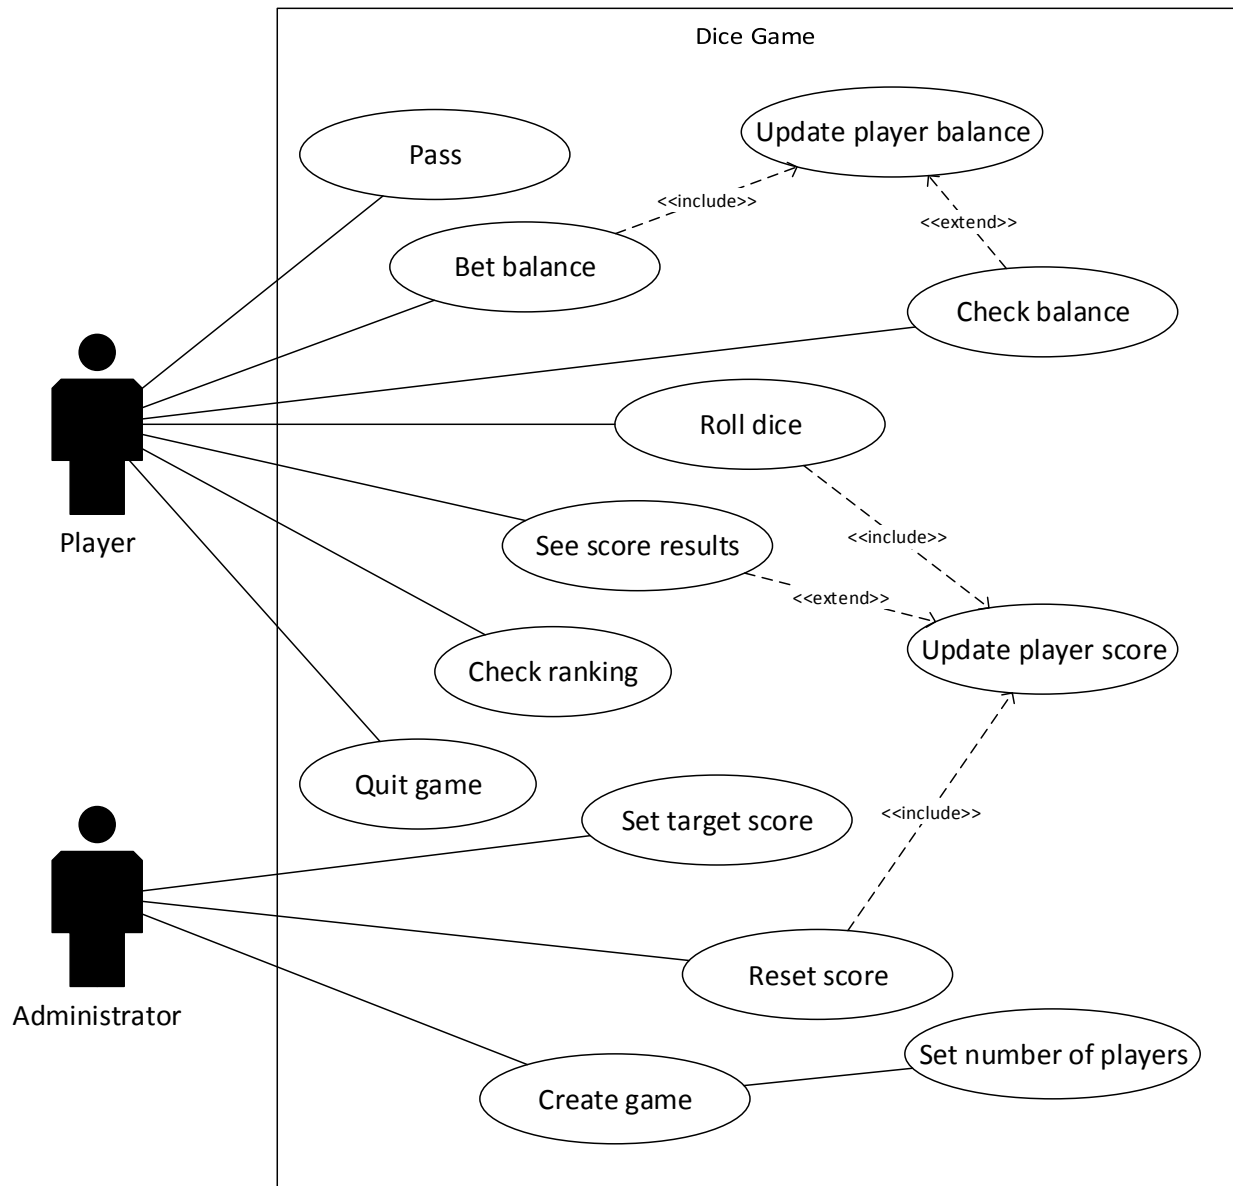 Dice Game
Update player balance
Pass
<<include>>
<<extend>>
Bet balance
Check balance
Roll dice
<<include>>
Player
See score results
<<extend>>
Update player score
Check ranking
Quit game
Set target score
<<include>>
Reset score
Administrator
Set number of players
Create game